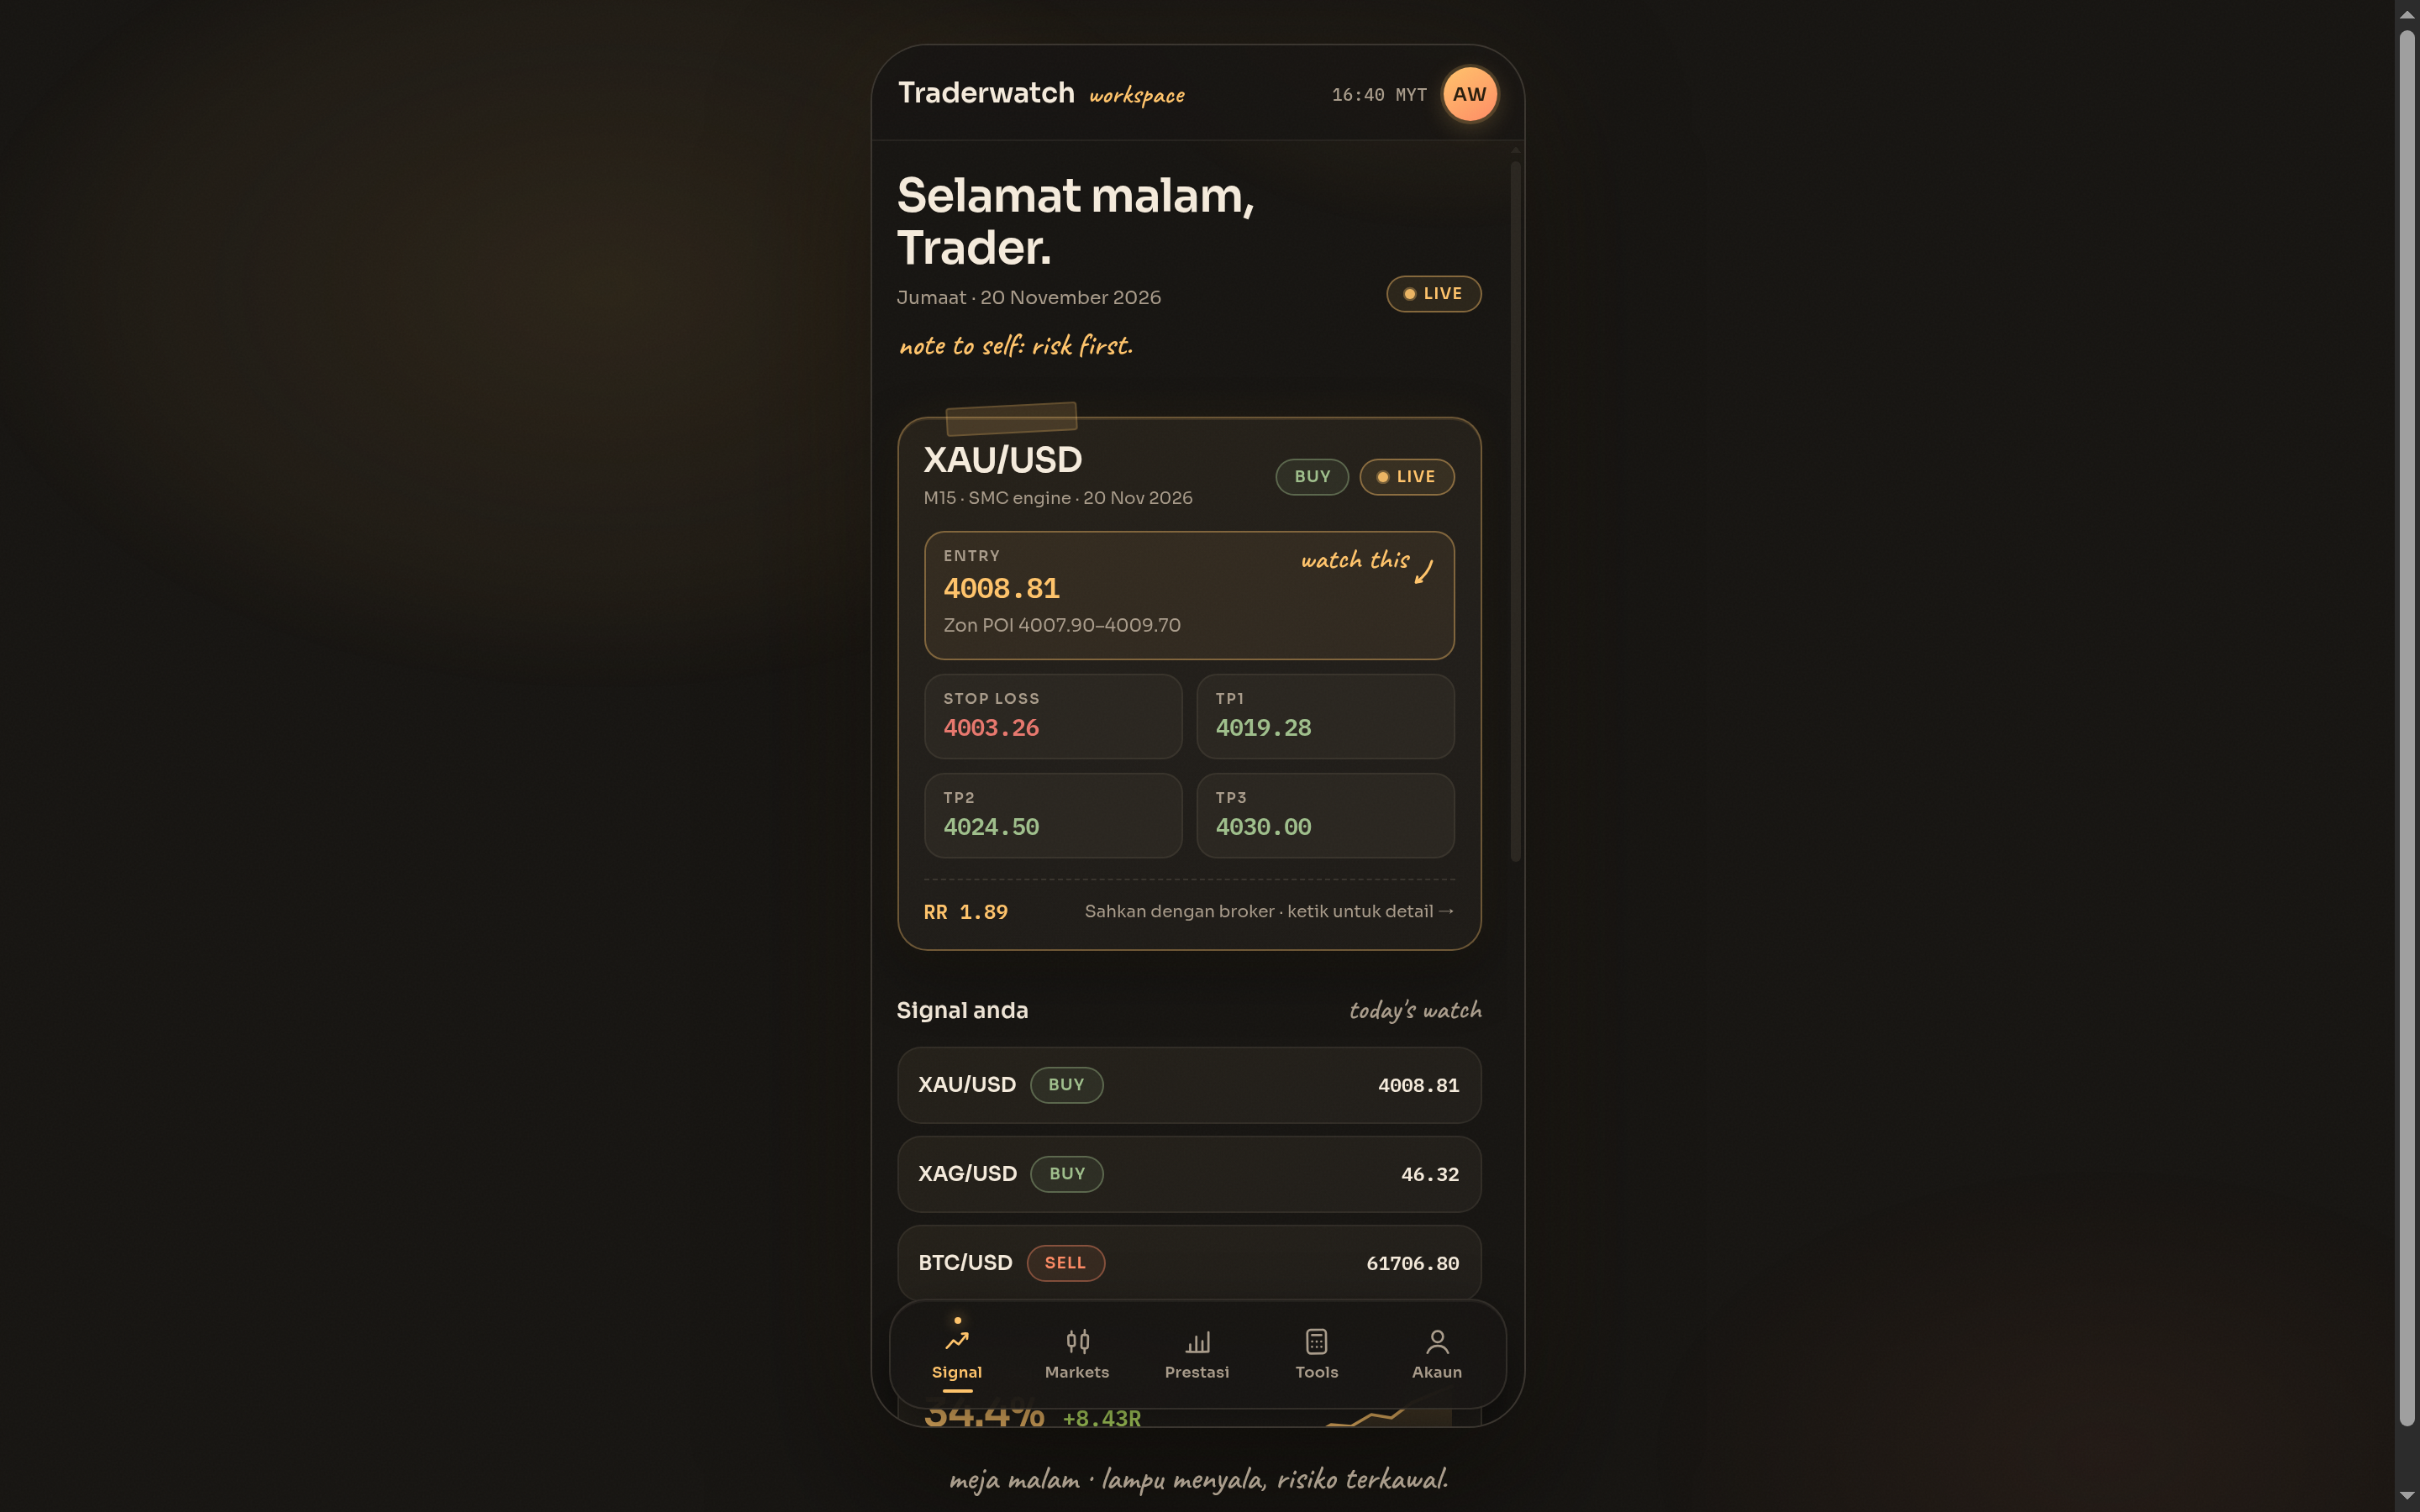 Traderwatch workspace 16:40 MYT AW
Selamat malam,
Trader.
Jumaat · 20 November 2026
LIVE
note to self: risk first.
XAU/USD
M15 · SMC engine · 20 Nov 2026
BUY LIVE
ENTRY
watch this
4008.81
Zon POI 4007.90–4009.70
STOP LOSS
4003.26
TP1
4019.28
TP2
4024.50
TP3
4030.00
RR 1.89 Sahkan dengan broker · ketik untuk detail →
Signal anda today's watch
XAU/USD BUY 4008.81
XAG/USD BUY 46.32
BTC/USD SELL 61706.80
Signal Markets Prestasi Tools Akaun
34.4% +8.43R
meja malam · lampu menyala, risiko terkawal.